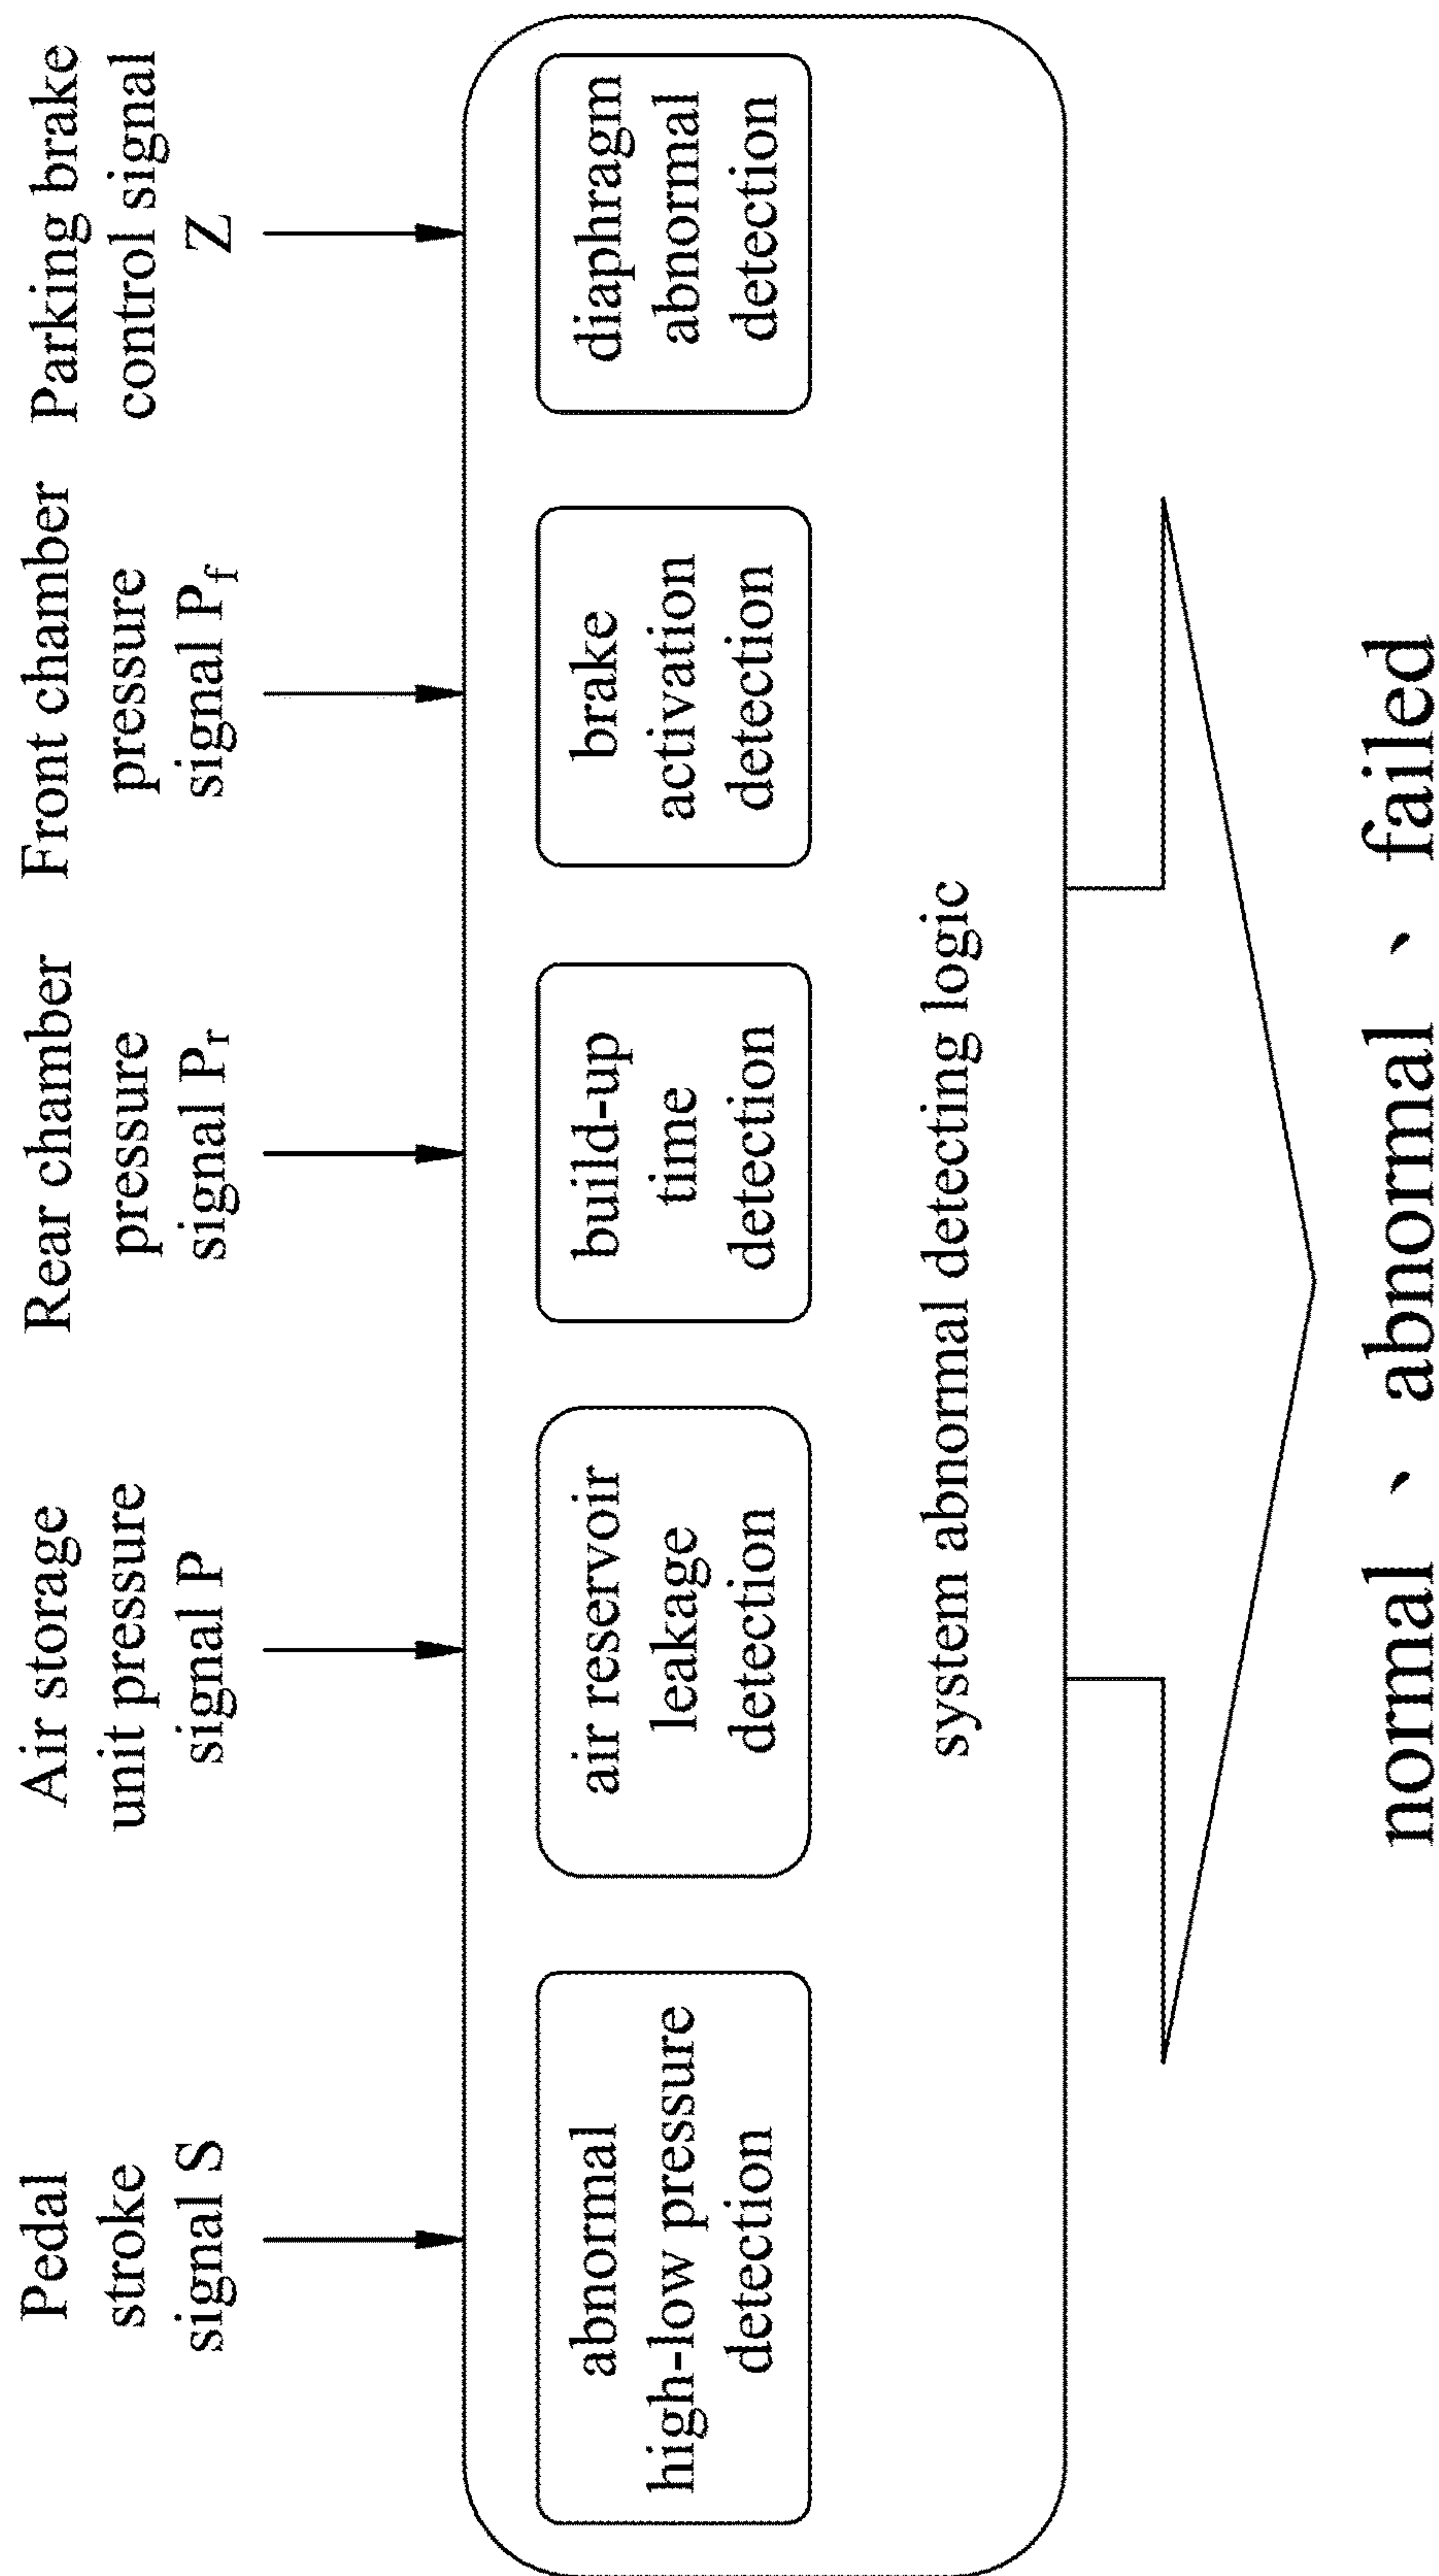 Pedal
stroke
signal S
Air storage
unit pressure
signal P
Rear chamber
pressure
signal Pr
Front chamber
pressure
signal Pf
Parking brake
control signal
Z
abnormal
high-low pressure
detection
air reservoir
leakage
detection
build-up
time
detection
brake
activation
detection
diaphragm
abnormal
detection
system abnormal detecting logic
normal、abnormal、failed